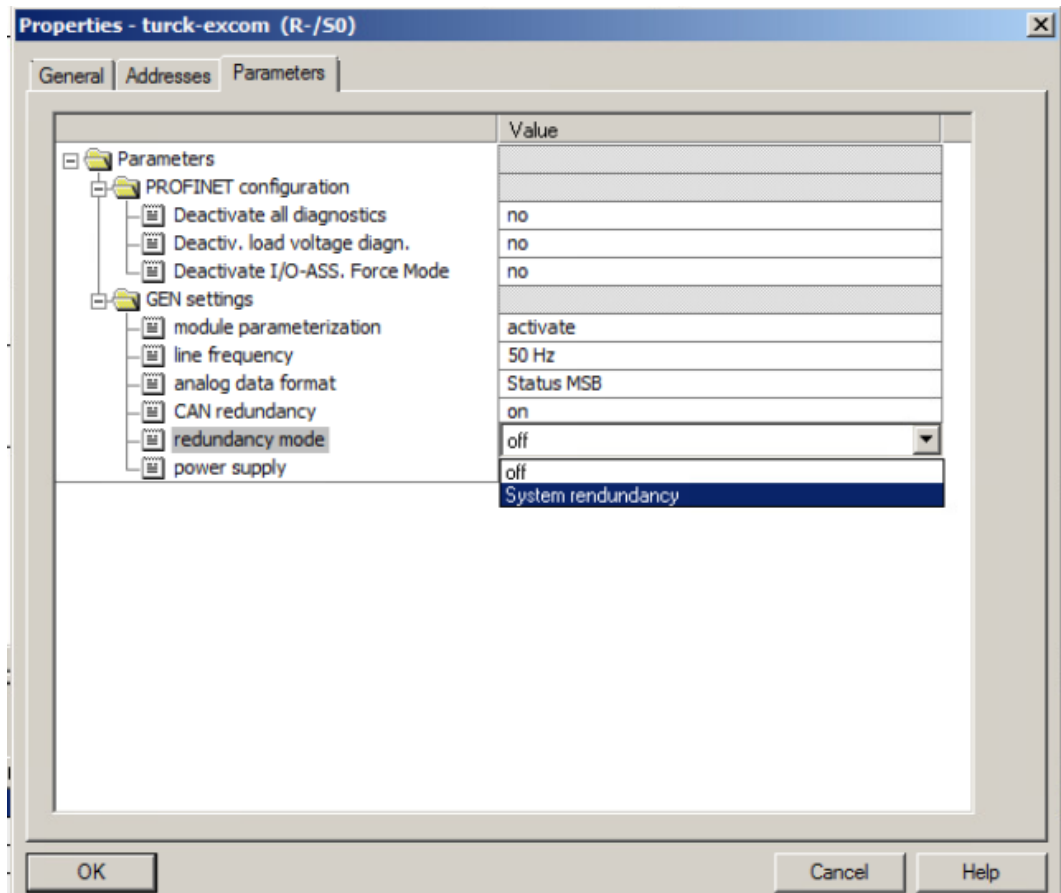 Properties - turck-excom (R-/S0)
General Addresses Parameters
Value
Parameters
PROFINET configuration
Deactivate all diagnostics no
Deactiv. load voltage diagn. no
Deactivate I/O-ASS. Force Mode no
GEN settings
module parameterization activate
line frequency 50 Hz
analog data format Status MSB
CAN redundancy on
redundancy mode off
power supply off
System rendundancy
OK Cancel Help